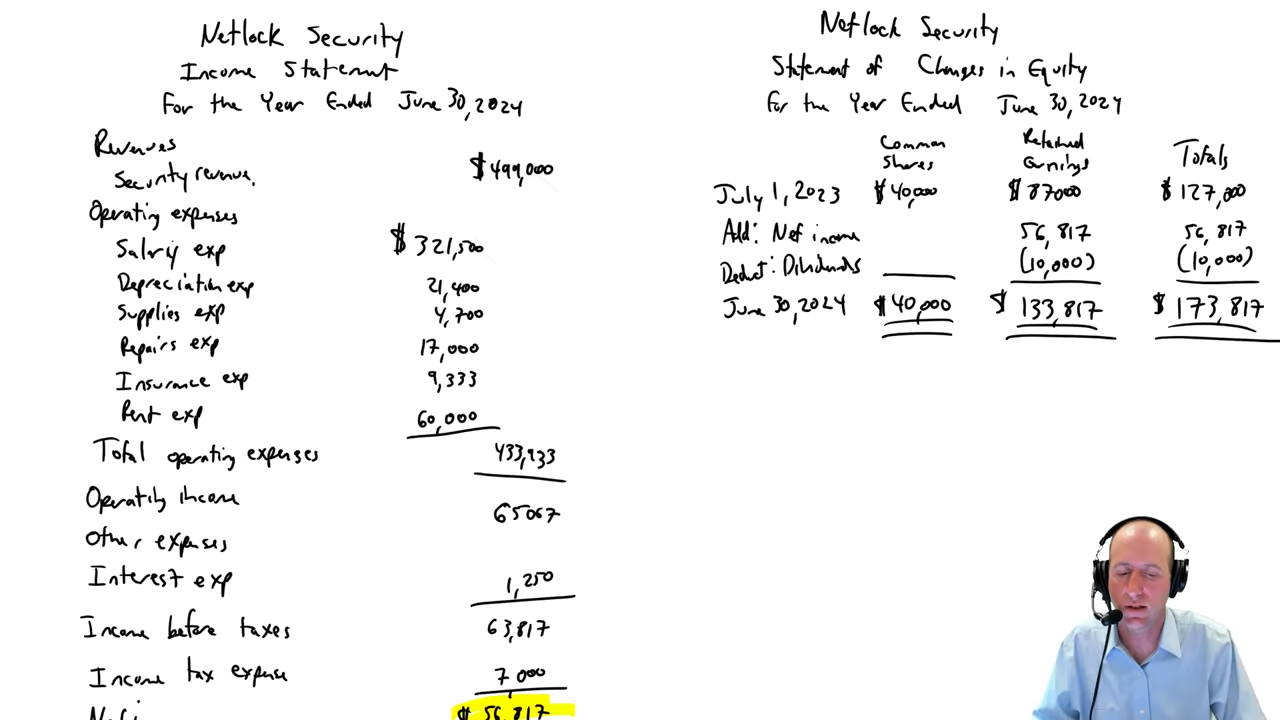 Netlock Security
Income Statement
For the Year Ended June 30, 2024
Revenues
Security revenue. $ 499,000
Operating expenses
Salary exp $ 321,500
Depreciation exp 21,400
Supplies exp 4,700
Repairs exp 17,000
Insurance exp 9,333
Rent exp 60,000
Total operating expenses 433,933
Operating income 65067
Other expenses
Interest exp 1,250
Income before taxes 63,817
Income tax expense 7000
$ 56,817
Netlock Security
Statement of Changes in Equity
For the Year Ended June 30, 2024
Common Shares Retained Earnings Totals
July 1, 2023 $ 40,000 $ 87000 $ 127,000
Add: Net income 56,817 56,817
Deduct: Dividends (10,000) (10,000)
June 30, 2024 $ 40,000 $ 133,817 $ 173,817